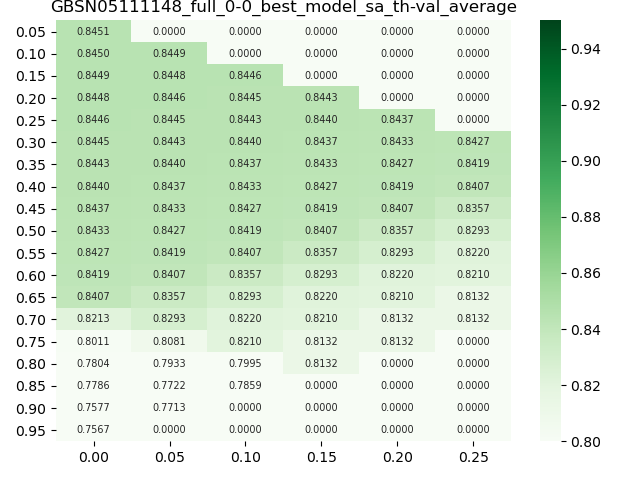 GBSN05111148_full_0-0_best_model_sa_th-val_average
0.05 0.8451 0.0000 0.0000 0.0000 0.0000 0.0000
0.10 0.8450 0.8449 0.0000 0.0000 0.0000 0.0000
0.15 0.8449 0.8448 0.8446 0.0000 0.0000 0.0000
0.20 0.8448 0.8446 0.8445 0.8443 0.0000 0.0000
0.25 0.8446 0.8445 0.8443 0.8440 0.8437 0.0000
0.30 0.8445 0.8443 0.8440 0.8437 0.8433 0.8427
0.35 0.8443 0.8440 0.8437 0.8433 0.8427 0.8419
0.40 0.8440 0.8437 0.8433 0.8427 0.8419 0.8407
0.45 0.8437 0.8433 0.8427 0.8419 0.8407 0.8357
0.50 0.8433 0.8427 0.8419 0.8407 0.8357 0.8293
0.55 0.8427 0.8419 0.8407 0.8357 0.8293 0.8220
0.60 0.8419 0.8407 0.8357 0.8293 0.8220 0.8210
0.65 0.8407 0.8357 0.8293 0.8220 0.8210 0.8132
0.70 0.8213 0.8293 0.8220 0.8210 0.8132 0.8132
0.75 0.8011 0.8081 0.8210 0.8132 0.8132 0.0000
0.80 0.7804 0.7933 0.7995 0.8132 0.0000 0.0000
0.85 0.7786 0.7722 0.7859 0.0000 0.0000 0.0000
0.90 0.7577 0.7713 0.0000 0.0000 0.0000 0.0000
0.95 0.7567 0.0000 0.0000 0.0000 0.0000 0.0000
0.00 0.05 0.10 0.15 0.20 0.25
0.94
0.92
0.90
0.88
0.86
0.84
0.82
0.80